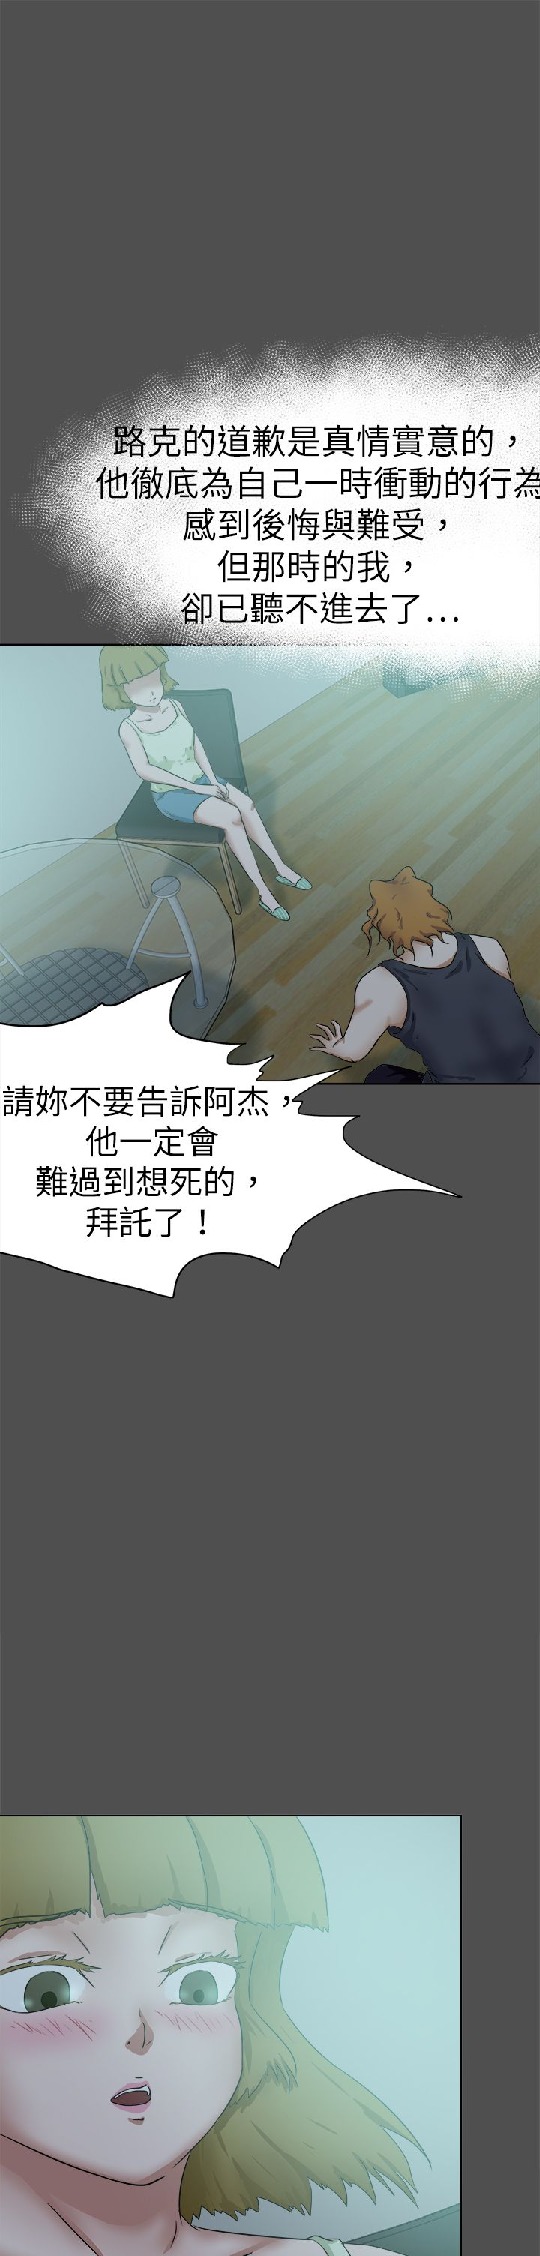 路克的道歉是真情實意的，
他徹底為自己一時衝動的行為
感到後悔與難受，
但那時的我，
卻已聽不進去了...
請妳不要告訴阿杰，
他一定會
難過到想死的，
拜託了！